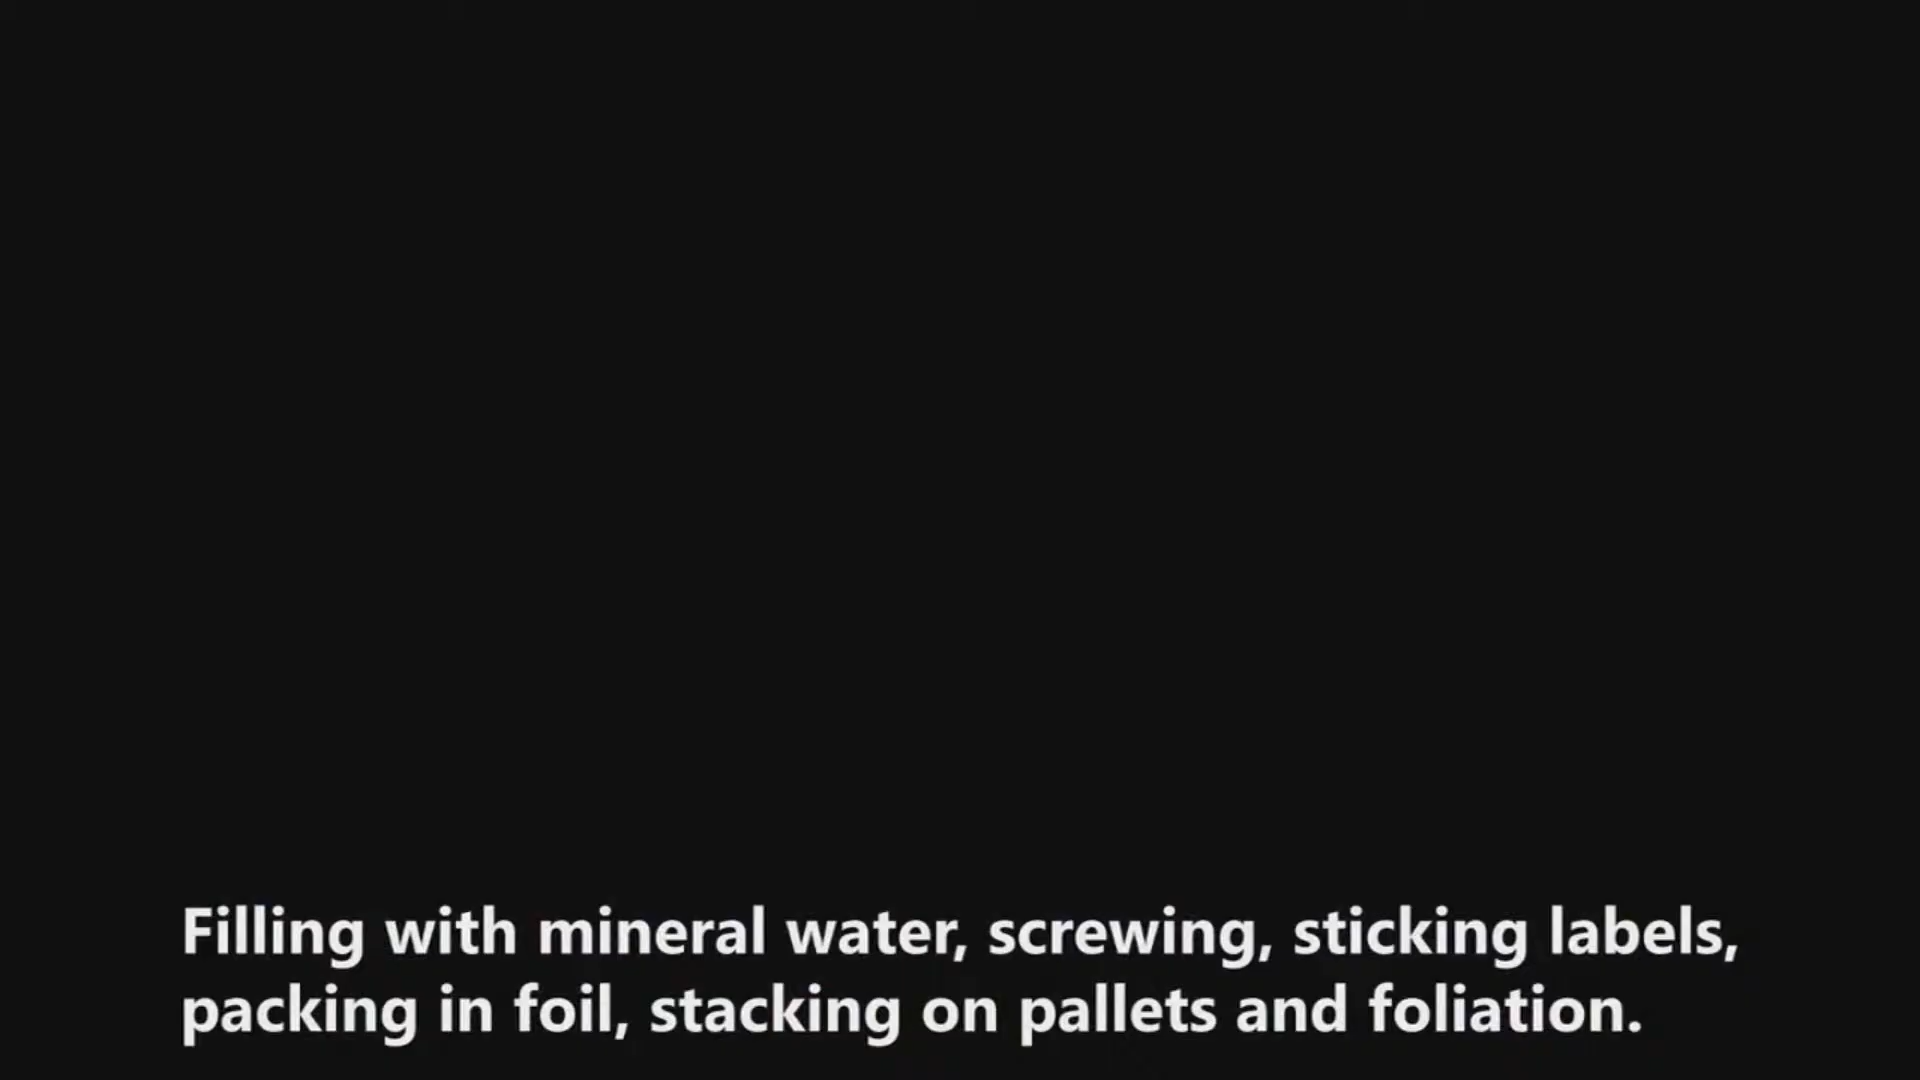 Filling with mineral water, screwing, sticking labels,
packing in foil, stacking on pallets and foliation.